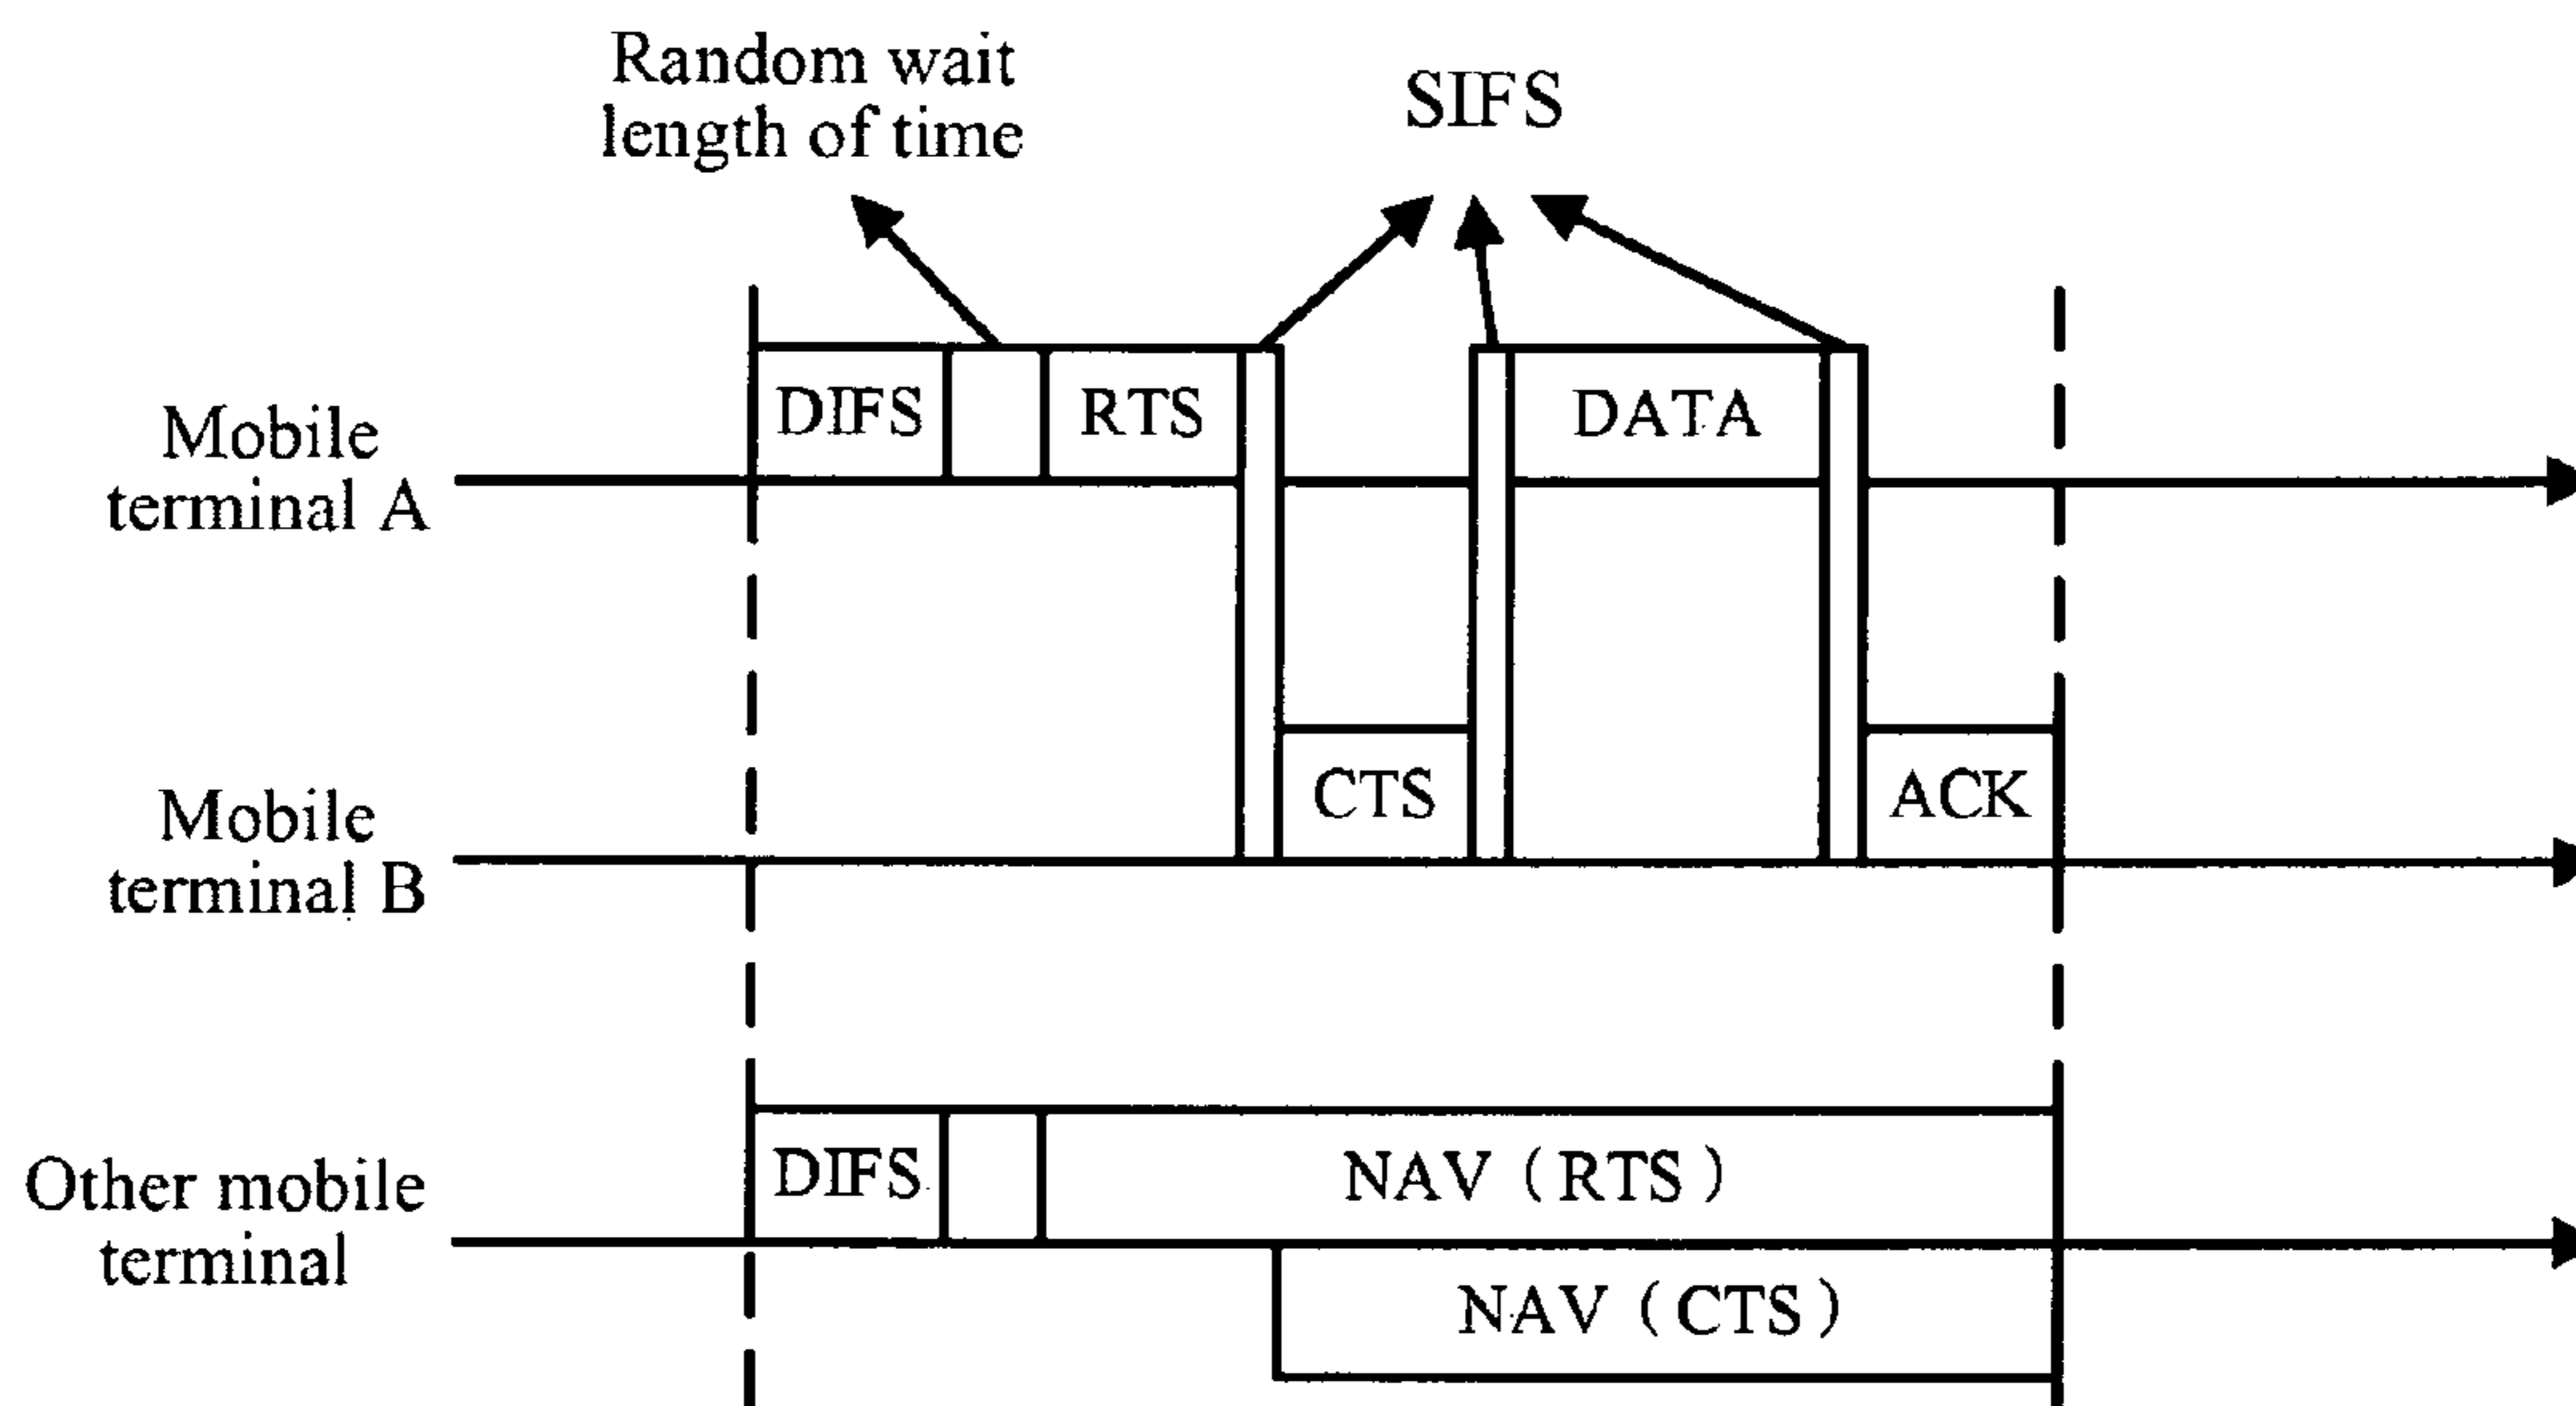 Random wait
length of time
SIFS
DIFS
RTS
DATA
Mobile
terminal A
CTS
ACK
Mobile
terminal B
DIFS
NAV (RTS)
Other mobile
terminal
NAV (CTS)